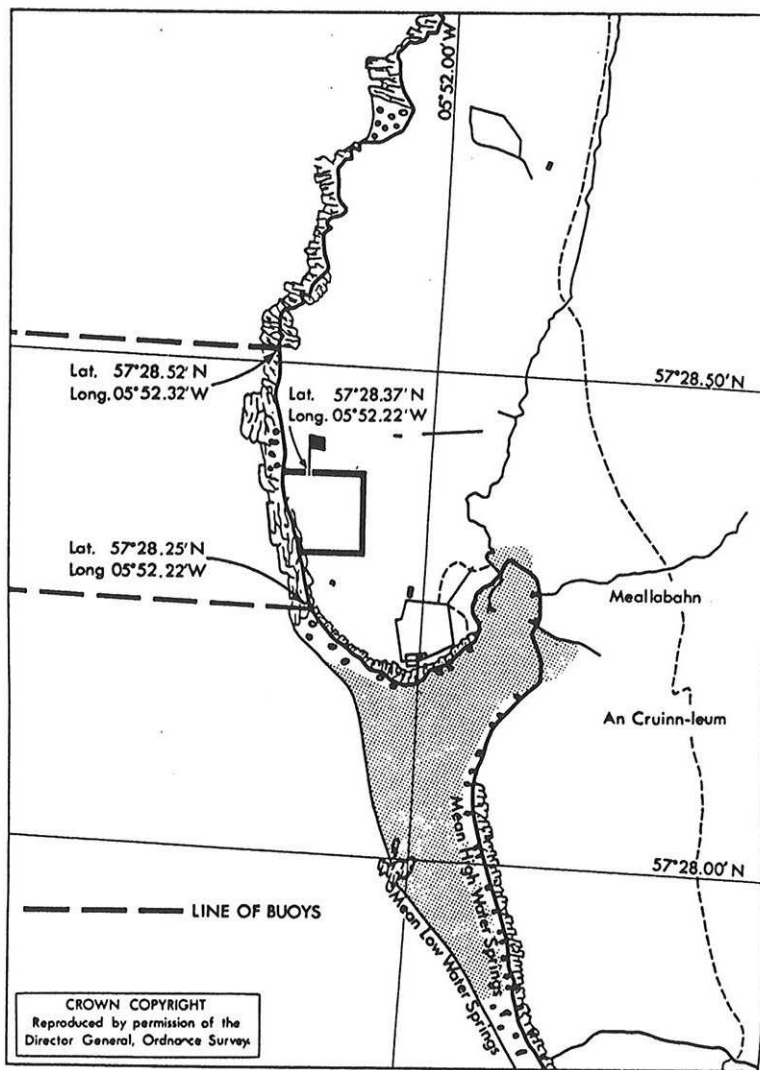 05°52.00'W
Lat. 57°28.52'N
Long. 05°52.32'W
Lat. 57°28.37'N
Long. 05°52.22'W
57°28.50'N
Lat. 57°28.25'N
Long 05°52.22'W
Meallabahn
An Cruinn-leum
Mean High Water Springs
57°28.00'N
Mean Low Water Springs
LINE OF BUOYS
CROWN COPYRIGHT
Reproduced by permission of the
Director General, Ordnance Survey